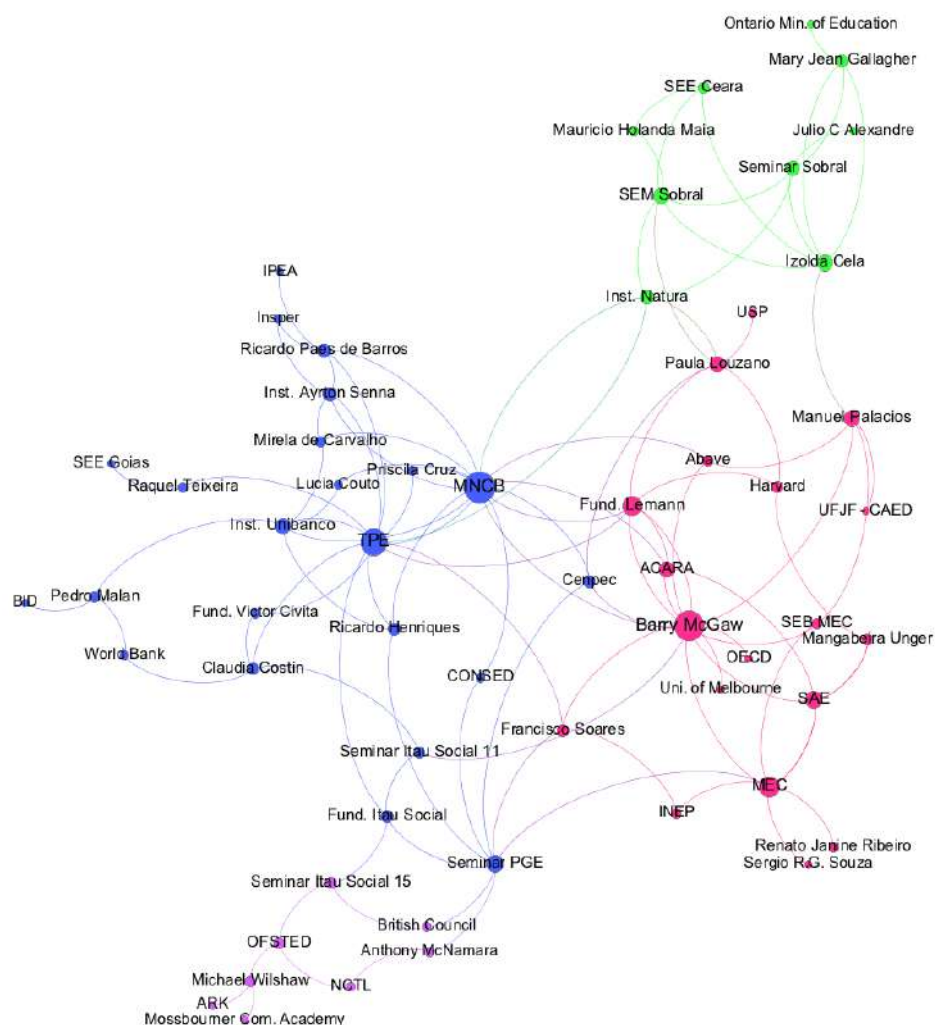 Ontario Min. of Education
Mary Jean Gallagher
SEE Ceara
Mauricio Holanda Maia
Julio C Alexandre
Seminar Sobral
SEM Sobral
Izolda Cela
IPEA
Inst. Natura
USP
Insper
Ricardo Paes de Barros
Paula Louzano
Inst. Ayrton Senna
Manuel Palacios
Mirela de Carvalho
SEE Goias
Priscila Cruz
Abave
Raquel Teixeira
Lucia Couto
MNCB
Harvard
Fund. Lemann
UFJF - CAED
Inst. Unibanco
TPE
ACARA
Cenpec
BID
Pedro Malan
Fund. Victor Civita
Ricardo Henriques
Barry McGaw
SEB MEC
Mangabeira Unger
World Bank
Claudia Costin
OECD
CONSED
Uni. of Melbourne
SAE
Francisco Soares
Seminar Itau Social 11
MEC
Fund. Itau Social
INEP
Renato Janine Ribeiro
Seminar PGE
Sergio R.G. Souza
Seminar Itau Social 15
British Council
OFSTED
Anthony McNamara
Michael Wilshaw
NCTL
ARK
Mossbourner Com. Academy